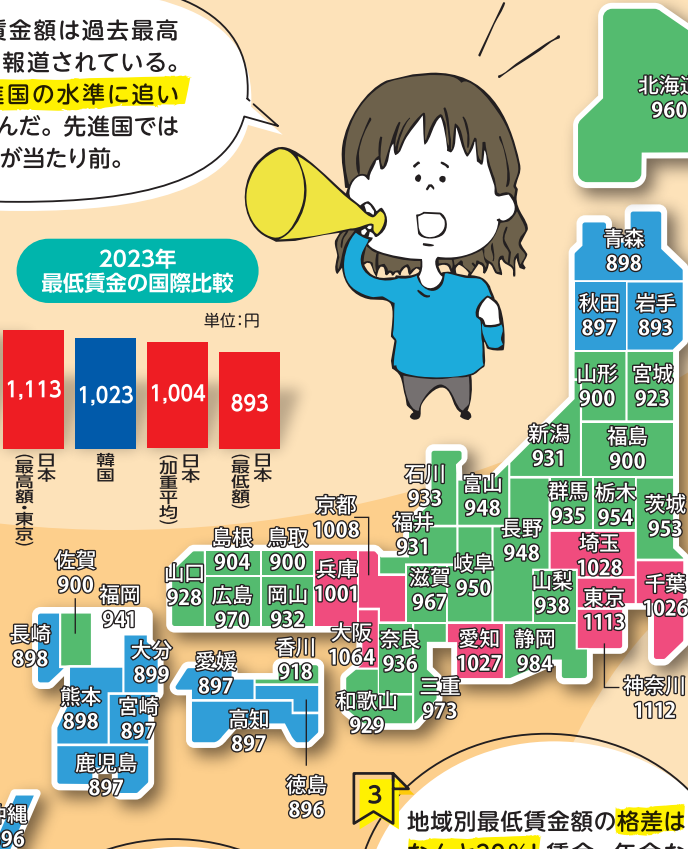 賃金額は過去最高
報道されている。
進国の水準に追い
んだ。先進国では
が当たり前。
2023年
最低賃金の国際比較
単位：円
1,113
1,023
1,004
893
日本
（最高額・東京）
韓国
日本
（加重平均）
日本
（最低額）
北海道
960
青森
898
秋田
897
岩手
893
山形
900
宮城
923
新潟
931
福島
900
石川
933
富山
948
群馬
935
栃木
954
茨城
953
京都
1008
福井
931
長野
948
埼玉
1028
島根
904
鳥取
900
兵庫
1001
滋賀
967
岐阜
950
山梨
938
東京
1113
千葉
1026
山口
928
広島
970
岡山
932
佐賀
900
福岡
941
長崎
898
大分
899
大阪
1064
奈良
936
愛知
1027
静岡
984
香川
918
愛媛
897
熊本
898
宮崎
897
高知
897
和歌山
929
三重
973
神奈川
1112
鹿児島
897
徳島
896
沖縄
96
3
地域別最低賃金額の格差は